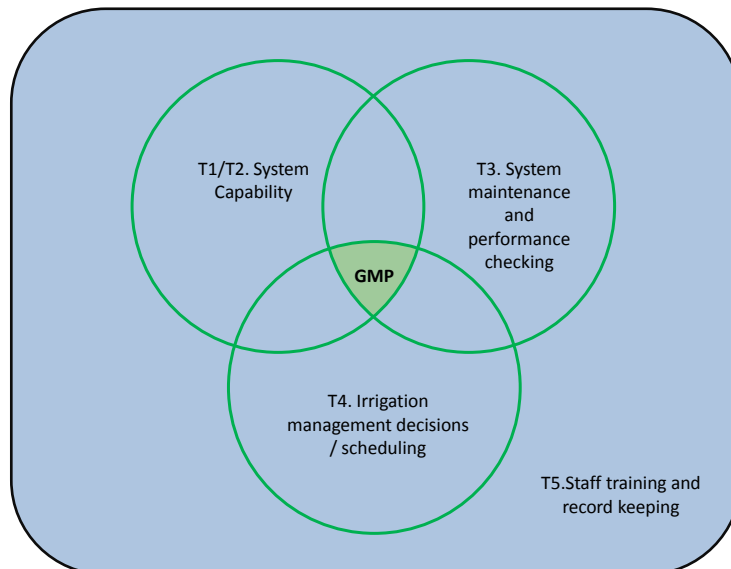 T1/T2. System
Capability
T3. System
maintenance
and
performance
checking
GMP
T4. Irrigation
management decisions
/ scheduling
T5.Staff training and
record keeping